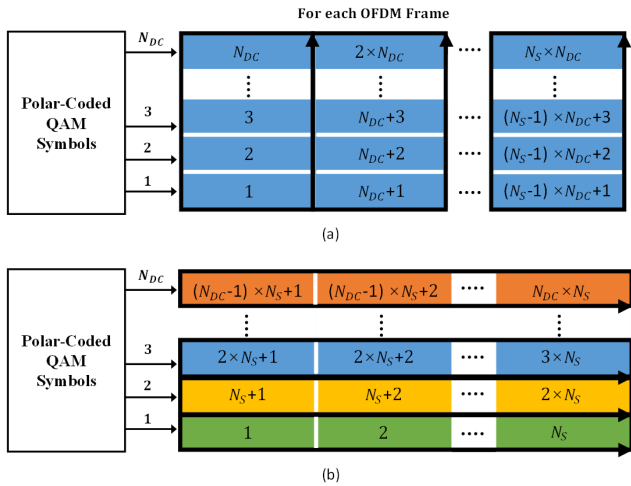 For each OFDM Frame
N_DC
N_DC 2×N_DC .... N_S×N_DC
Polar-Coded
QAM
Symbols
3
3 N_DC+3 .... (N_S-1) ×N_DC+3
2
2 N_DC+2 .... (N_S-1) ×N_DC+2
1
1 N_DC+1 .... (N_S-1) ×N_DC+1
(a)
N_DC
(N_DC-1) ×N_S+1 (N_DC-1) ×N_S+2 .... N_DC×N_S
Polar-Coded
QAM
Symbols
3
2×N_S+1 2×N_S+2 .... 3×N_S
2
N_S+1 N_S+2 .... 2×N_S
1
1 2 .... N_S
(b)